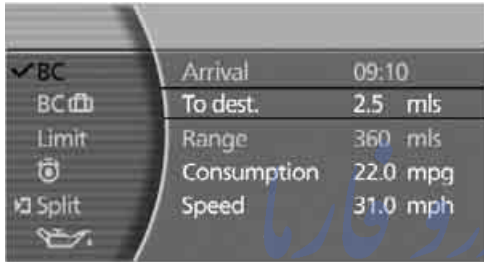 BC
BC
Limit
Split
Arrival 09:10
To dest. 2.5 mls
Range 360 mls
Consumption 22.0 mpg
Speed 31.0 mph